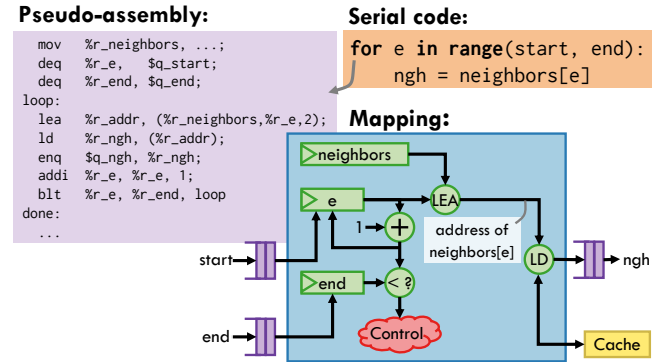 Pseudo-assembly:
mov %r_neighbors, ...;
deq %r_e, $q_start;
deq %r_end, $q_end;
loop:
lea %r_addr, (%r_neighbors,%r_e,2);
ld %r_ngh, (%r_addr);
enq $q_ngh, %r_ngh;
addi %r_e, %r_e, 1;
blt %r_e, %r_end, loop
done:
...
Serial code:
for e in range(start, end):
ngh = neighbors[e]
Mapping:
neighbors
e
LEA
1
+
address of
neighbors[e]
start
LD
ngh
end
< ?
end
Control
Cache